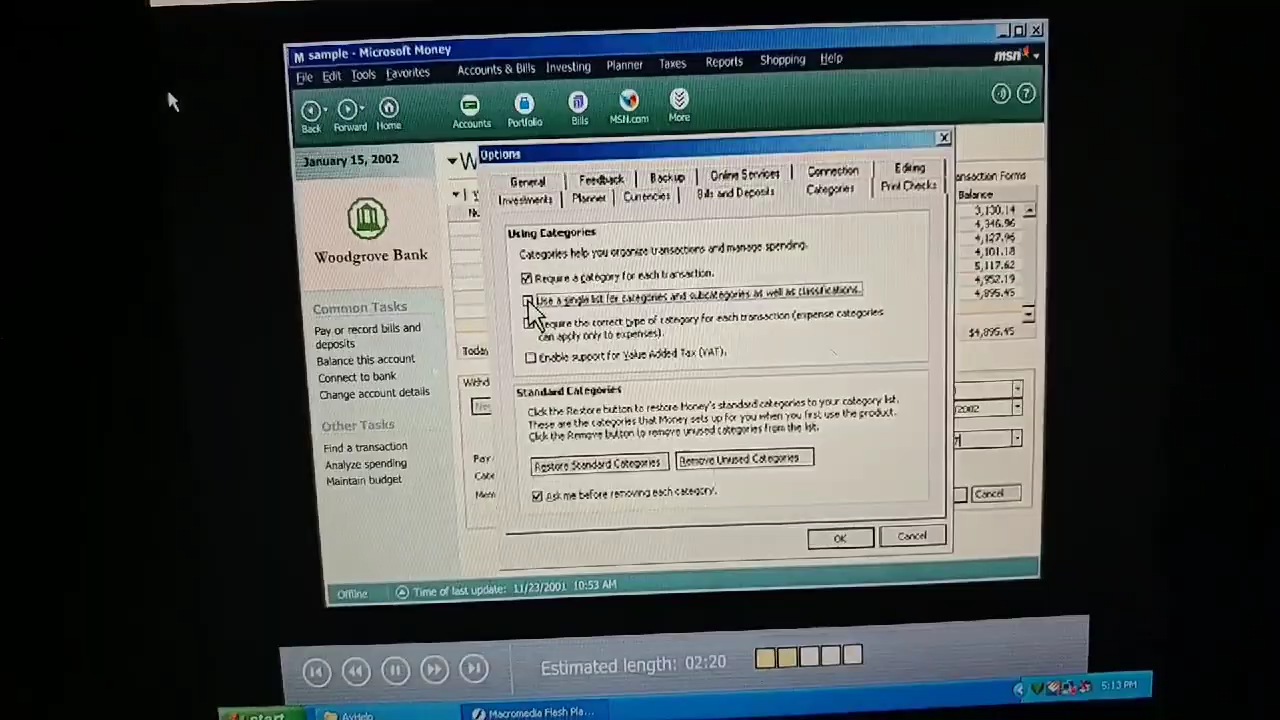 sample - Microsoft Money
File Edit Tools Favorites Accounts & Bills Investing Planner Taxes Reports Shopping Help msn
Back Forward Home Accounts Portfolio Bills MSN.com More
January 15, 2002
Woodgrove Bank
Common Tasks
Pay or record bills and
deposits
Balance this account
Connect to bank
Change account details
Other Tasks
Find a transaction
Analyze spending
Maintain budget
Options
General Feedback Backup Online Services Connection Editing
Investments Planner Currencies Bills and Deposits Categories Print Checks
Using Categories
Categories help you organize transactions and manage spending.
Require a category for each transaction.
Use a single list for categories and subcategories as well as classifications.
equire the correct type of category for each transaction (expense categories
can apply only to expenses).
Enable support for Value Added Tax (VAT).
Standard Categories
Click the Restore button to restore Money's standard categories to your category list.
These are the categories that Money sets up for you when you first use the product.
Click the Remove button to remove unused categories from the list.
Restore Standard Categories Remove Unused Categories
Ask me before removing each category.
OK Cancel
Today
Withd
Pay
Cate
Mem
ansaction Forms
Balance
3,130.14
4,346.96
4,127.96
4,101.18
5,117.62
4,952.19
4,895.45
$4,895.45
/2002
Cancel
Offline Time of last update: 11/23/2001 10:53 AM
Estimated length: 02:20
start AvHelp Macromedia Flash Pla... 5:13 PM